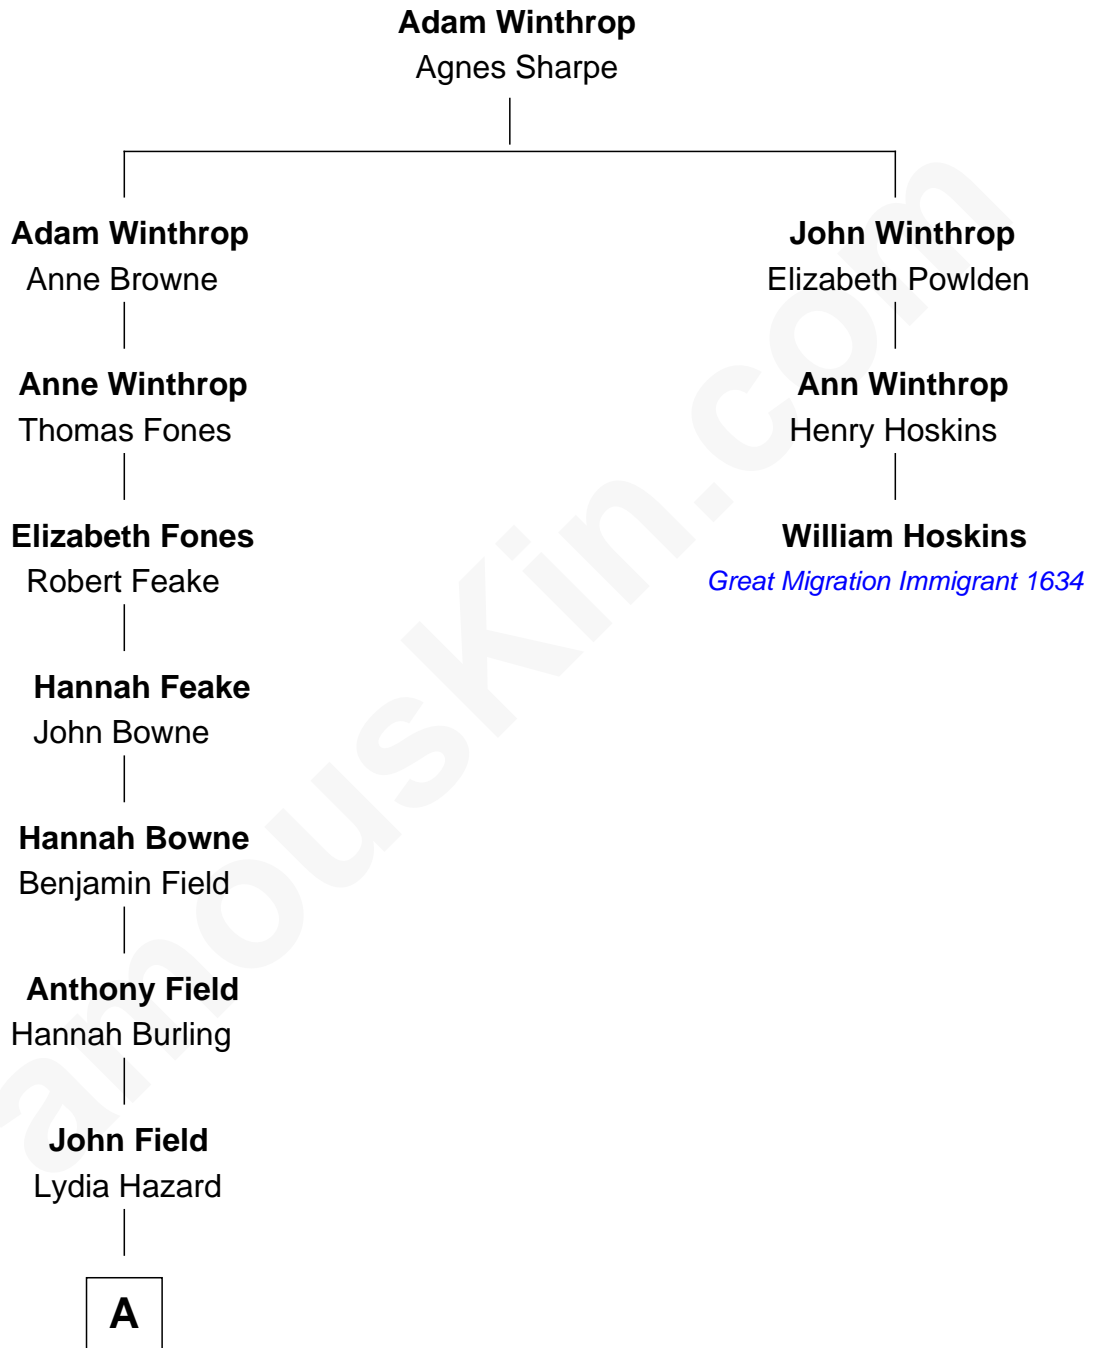 Adam Winthrop
Agnes Sharpe
Adam Winthrop
Anne Browne
John Winthrop
Elizabeth Powlden
Anne Winthrop
Thomas Fones
Ann Winthrop
Henry Hoskins
Elizabeth Fones
Robert Feake
William Hoskins
Great Migration Immigrant 1634
Hannah Feake
John Bowne
Hannah Bowne
Benjamin Field
Anthony Field
Hannah Burling
John Field
Lydia Hazard
A
amousKin.com